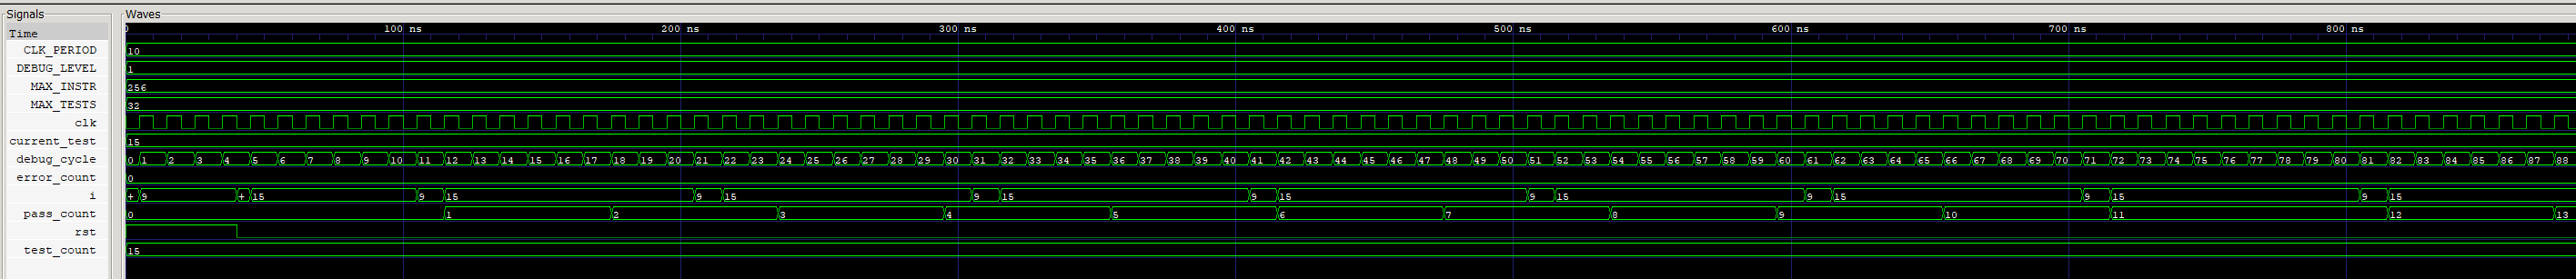 Signals Waves
Time 0 100 ns 200 ns 300 ns 400 ns 500 ns 600 ns 700 ns 800 ns
CLK_PERIOD 10
DEBUG_LEVEL 1
MAX_INSTR 256
MAX_TESTS 32
clk
current_test 15
debug_cycle 0 1 2 3 4 5 6 7 8 9 10 11 12 13 14 15 16 17 18 19 20 21 22 23 24 25 26 27 28 29 30 31 32 33 34 35 36 37 38 39 40 41 42 43 44 45 46 47 48 49 50 51 52 53 54 55 56 57 58 59 60 61 62 63 64 65 66 67 68 69 70 71 72 73 74 75 76 77 78 79 80 81 82 83 84 85 86 87 88
error_count 0
i + 9 + 15 9 15 9 15 9 15 9 15 9 15 9 15 9 15 9 15
pass_count 0 1 2 3 4 5 6 7 8 9 10 11 12 13
rst
test_count 15